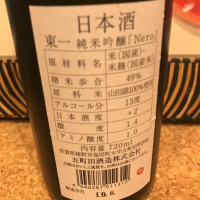 日本酒
東一 純米吟醸「Nero」
原材料名 米(国産)・米麹(国産米)
精米歩合 49%
原料米 山田錦100%使用
アルコール分 13度
日本酒度 +2
酸度 1.4
アミノ酸度 1.0
内容量 720ml
五町田酒造株式会社
製造年月
19.8.